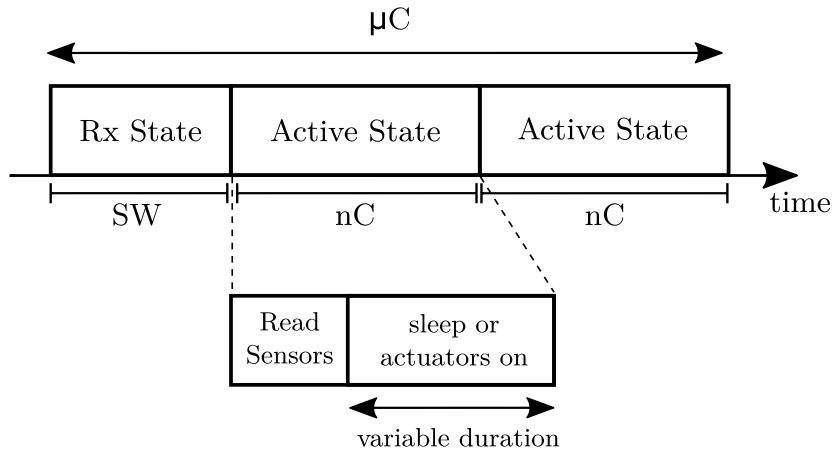 µC
Rx State
Active State
Active State
time
SW
nC
nC
Read
Sensors
sleep or
actuators on
variable duration